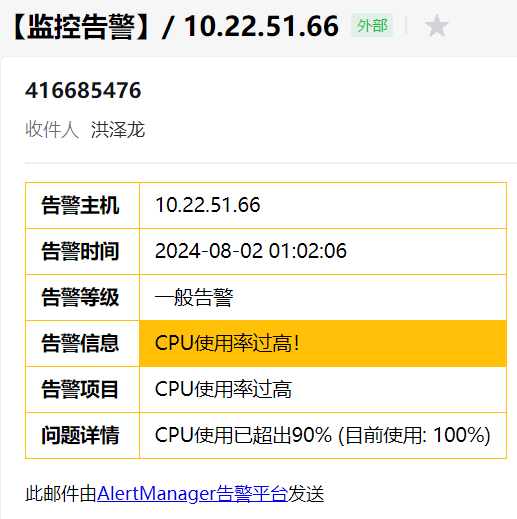 【监控告警】/ 10.22.51.66 外部
416685476
收件人 洪泽龙
告警主机 10.22.51.66
告警时间 2024-08-02 01:02:06
告警等级 一般告警
告警信息 CPU使用率过高!
告警项目 CPU使用率过高
问题详情 CPU使用已超出90% (目前使用: 100%)
此邮件由AlertManager告警平台发送